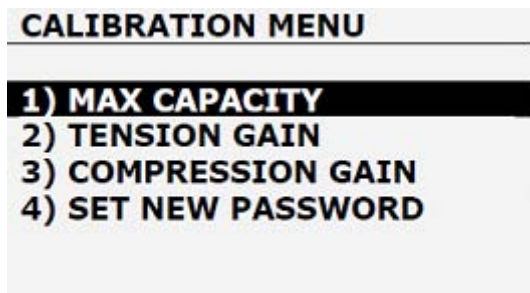 CALIBRATION MENU
1) MAX CAPACITY
2) TENSION GAIN
3) COMPRESSION GAIN
4) SET NEW PASSWORD